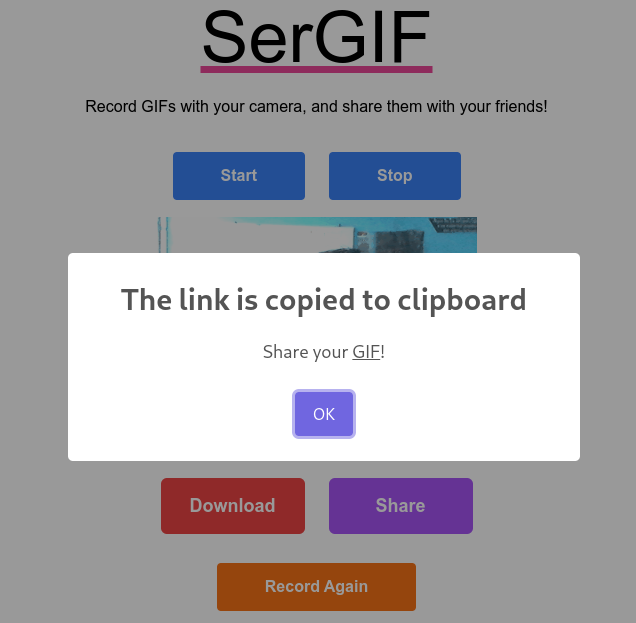 SerGIF
Record GIFs with your camera, and share them with your friends!
Start
Stop
The link is copied to clipboard
Share your GIF!
OK
Download
Share
Record Again